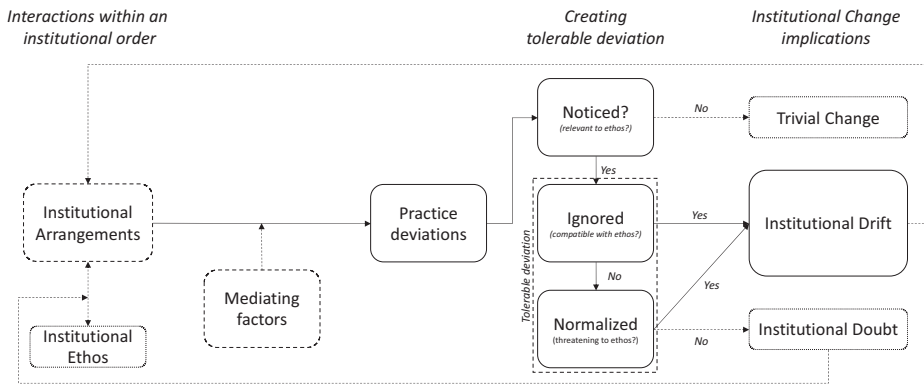 Interactions within an
institutional order
Creating
tolerable deviation
Institutional Change
implications
Noticed?
(relevant to ethos?)
No
Trivial Change
Yes
Institutional
Arrangements
Practice
deviations
Tolerable deviation
Ignored
(compatible with ethos?)
Yes
Institutional Drift
No
Yes
Mediating
factors
Normalized
(threatening to ethos?)
No
Institutional Doubt
Institutional
Ethos